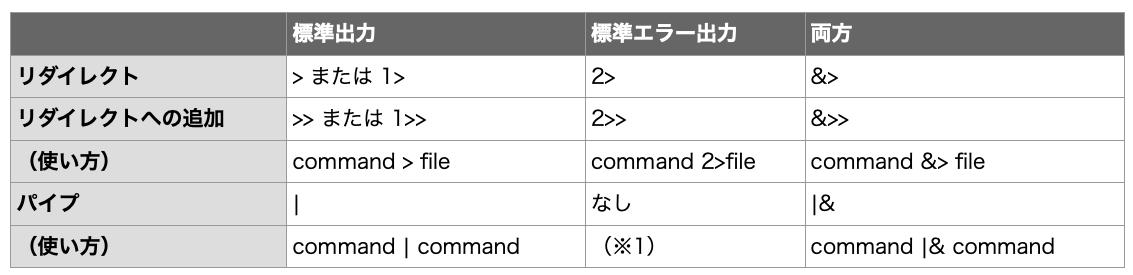 標準出力 標準エラー出力 両方
リダイレクト > または 1> 2> &>
リダイレクトへの追加 >> または 1>> 2>> &>>
（使い方） command > file command 2>file command &> file
パイプ | なし |&
（使い方） command | command （※1） command |& command